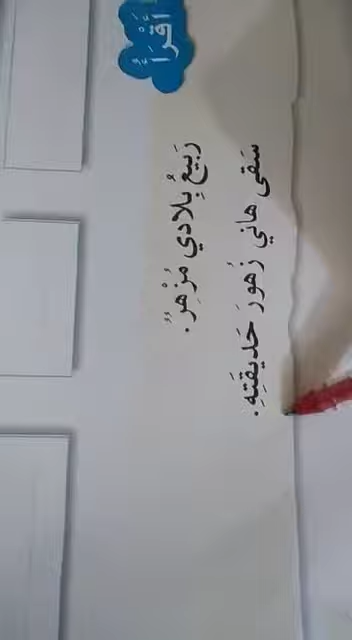 أَقْرَأُ
رَبيعُ بِلادي مُزْهِرٌ.
سَقى هاني زُهورَ حَديقَتِهِ.